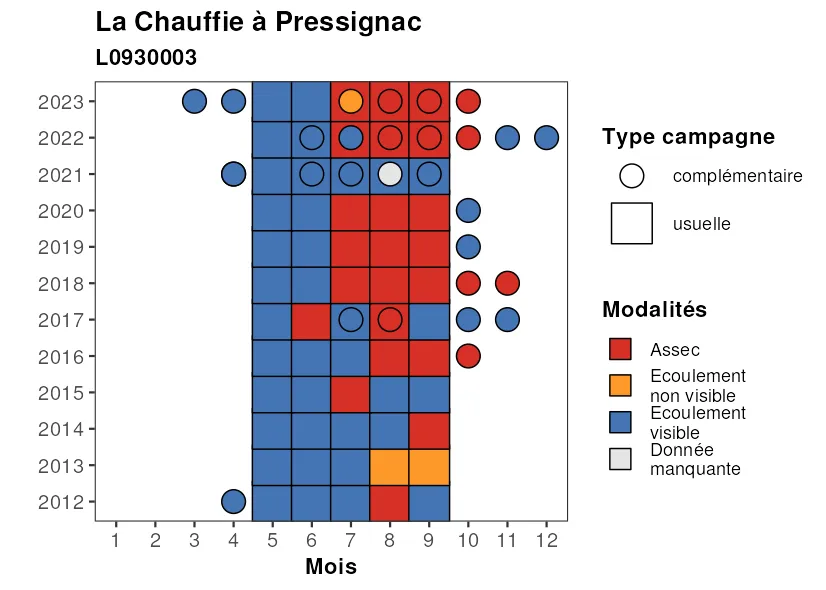 La Chauffie à Pressignac
L0930003
2023
2022
2021
2020
2019
2018
2017
2016
2015
2014
2013
2012
1 2 3 4 5 6 7 8 9 10 11 12
Mois
Type campagne
complémentaire
usuelle
Modalités
Assec
Ecoulement
non visible
Ecoulement
visible
Donnée
manquante